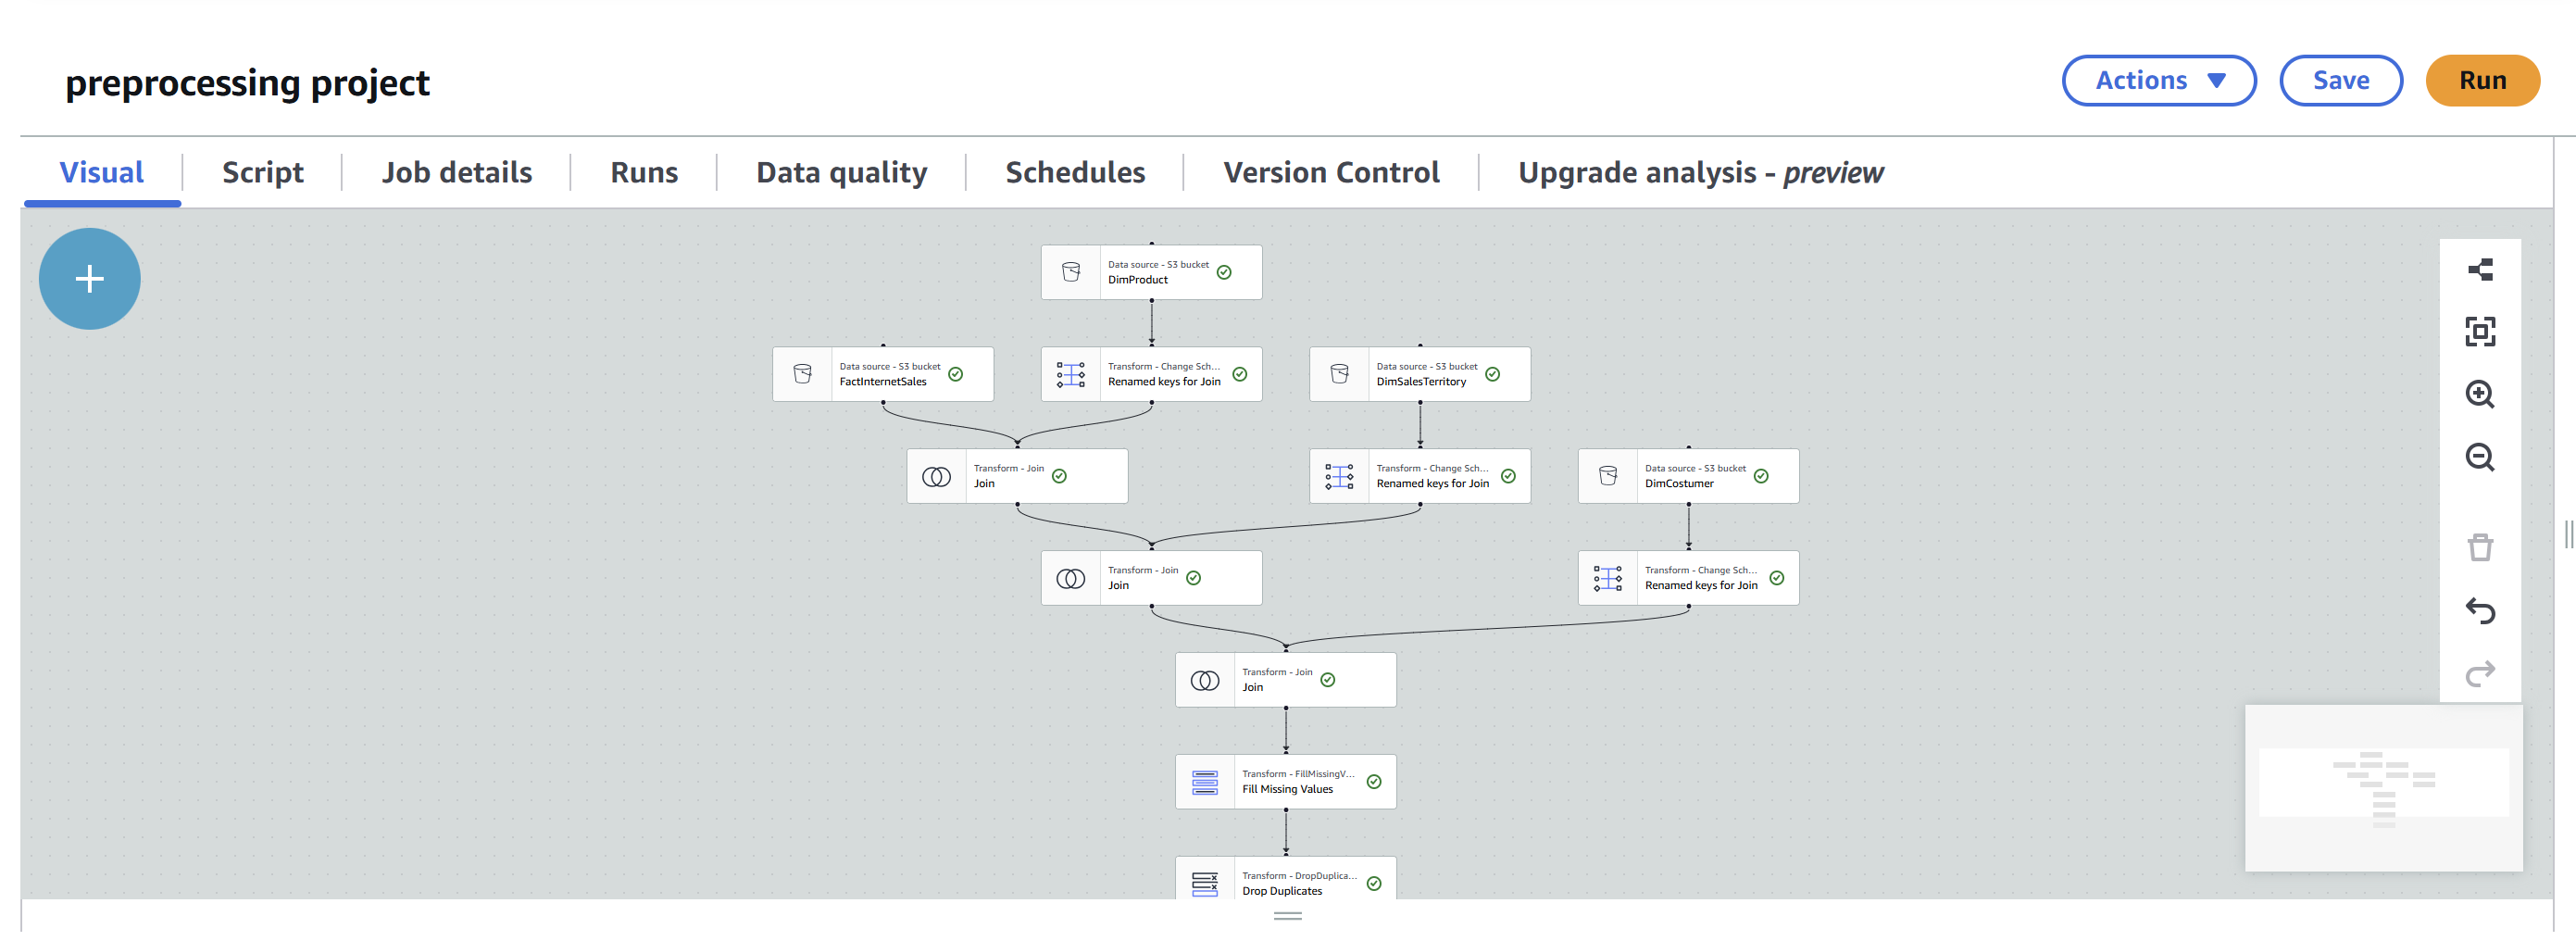 preprocessing project
Actions
Save
Run
Visual
Script
Job details
Runs
Data quality
Schedules
Version Control
Upgrade analysis - preview
Data source - S3 bucket
DimProduct
Data source - S3 bucket
FactInternetSales
Transform - Change Sch...
Renamed keys for Join
Data source - S3 bucket
DimSalesTerritory
Transform - Join
Join
Transform - Change Sch...
Renamed keys for Join
Data source - S3 bucket
DimCostumer
Transform - Join
Join
Transform - Change Sch...
Renamed keys for Join
Transform - Join
Join
Transform - FillMissingV...
Fill Missing Values
Transform - DropDuplica...
Drop Duplicates